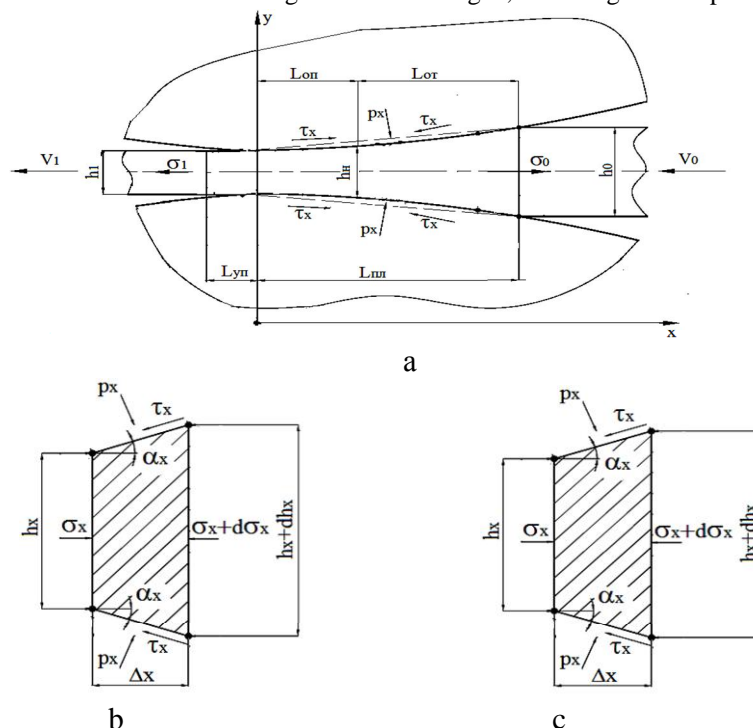 y
Lоп Lот
τx px τx
V1 σ1 h1 hн σ0 h0 V0
τx px τx
Lуп Lпл
x
a
px τx
αx
hx σx σx+dσx hx+dhx
αx
px τx
Δx
b
px τx
αx
hx σx σx+dσx hx+dhx
αx
px τx
Δx
c